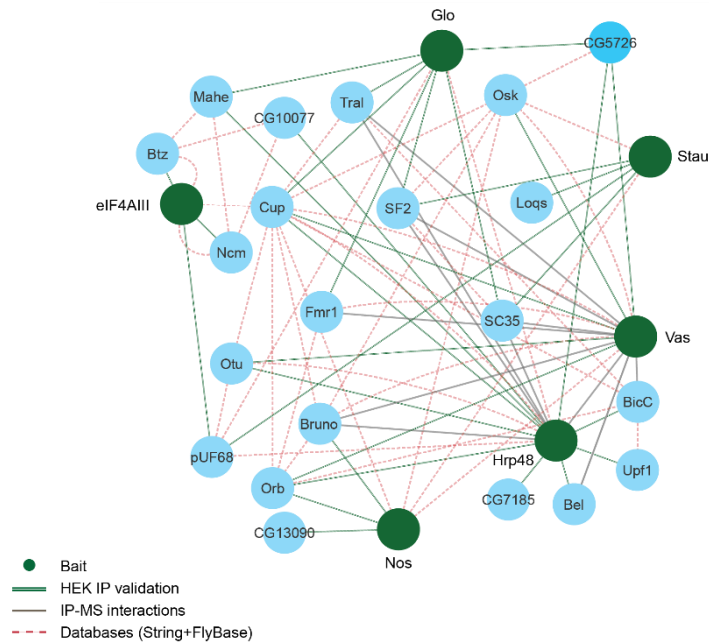 Glo
CG5726
Mahe
Tral
Osk
CG10077
Btz
Stau
eIF4AIII
Cup
SF2
Loqs
Ncm
Fmr1
SC35
Vas
Otu
BicC
Bruno
pUF68
Hrp48
Upf1
Orb
CG7185
Bel
CG13090
Nos
Bait
HEK IP validation
IP-MS interactions
Databases (String+FlyBase)